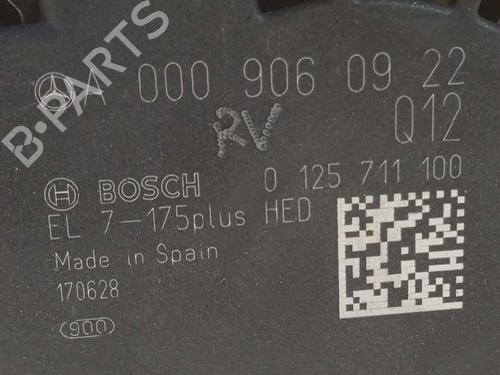 A 000 906 09 22
RV
Q12
BOSCH 0 125 711 100
EL 7-175plus HED
Made in Spain
170628
900
B-PARTS